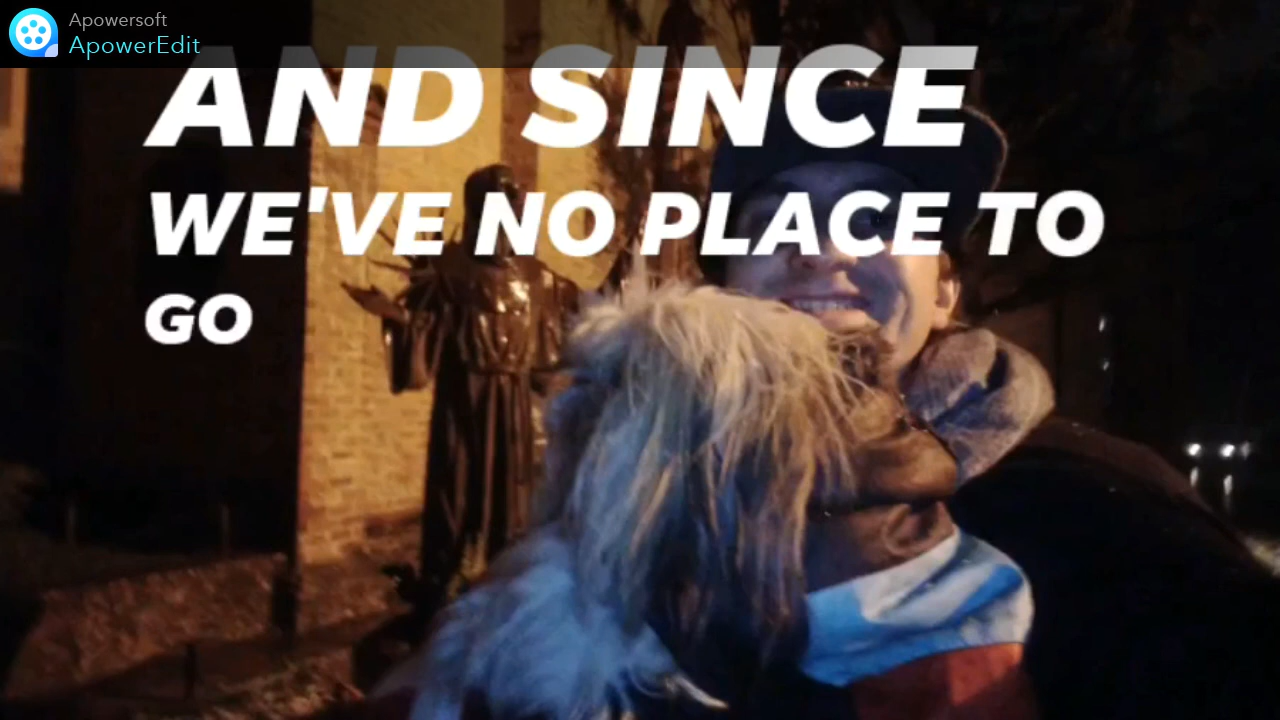 Apowersoft
ApowerEdit
AND SINCE
WE'VE NO PLACE TO
GO